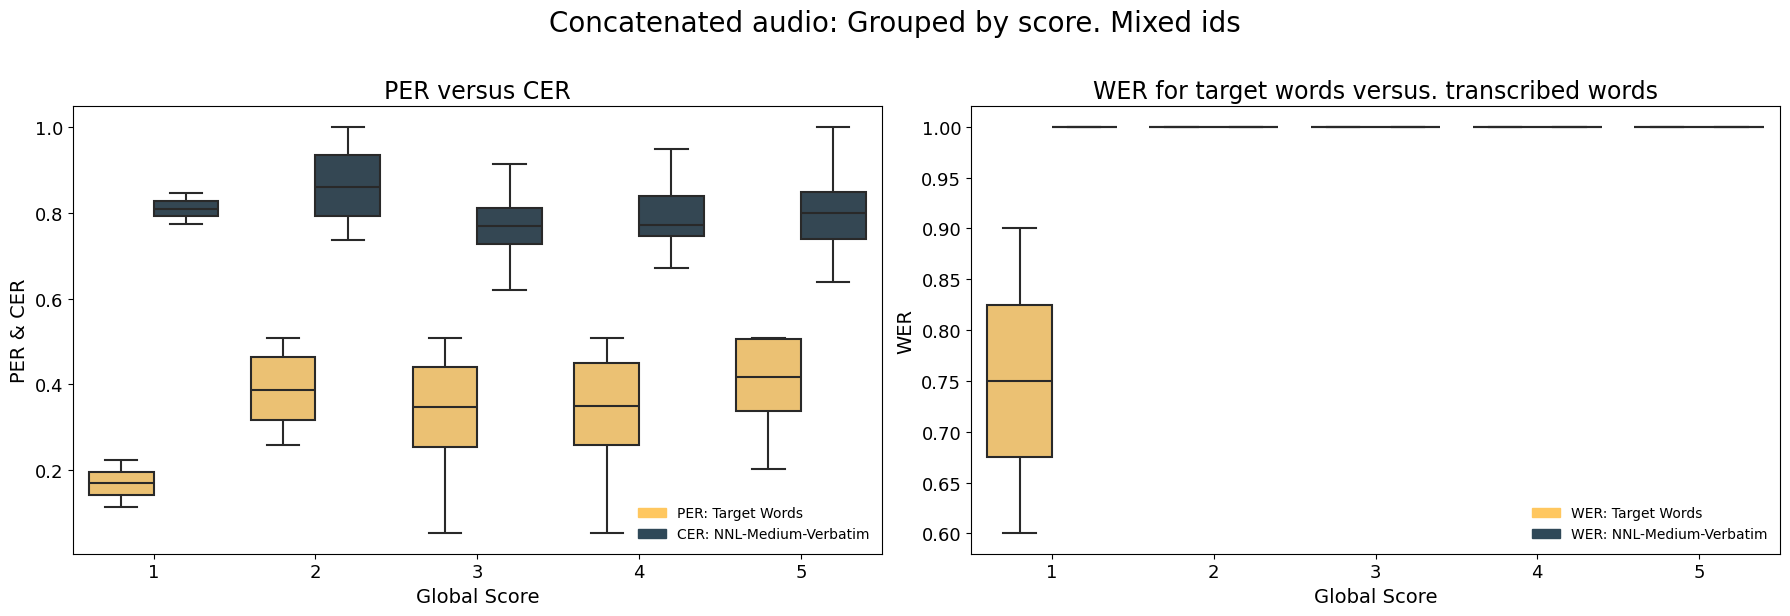 Concatenated audio: Grouped by score. Mixed ids
PER versus CER
PER & CER
1.0
0.8
0.6
0.4
0.2
PER: Target Words
CER: NNL-Medium-Verbatim
1 2 3 4 5
Global Score
WER for target words versus. transcribed words
WER
1.00
0.95
0.90
0.85
0.80
0.75
0.70
0.65
0.60
WER: Target Words
WER: NNL-Medium-Verbatim
1 2 3 4 5
Global Score